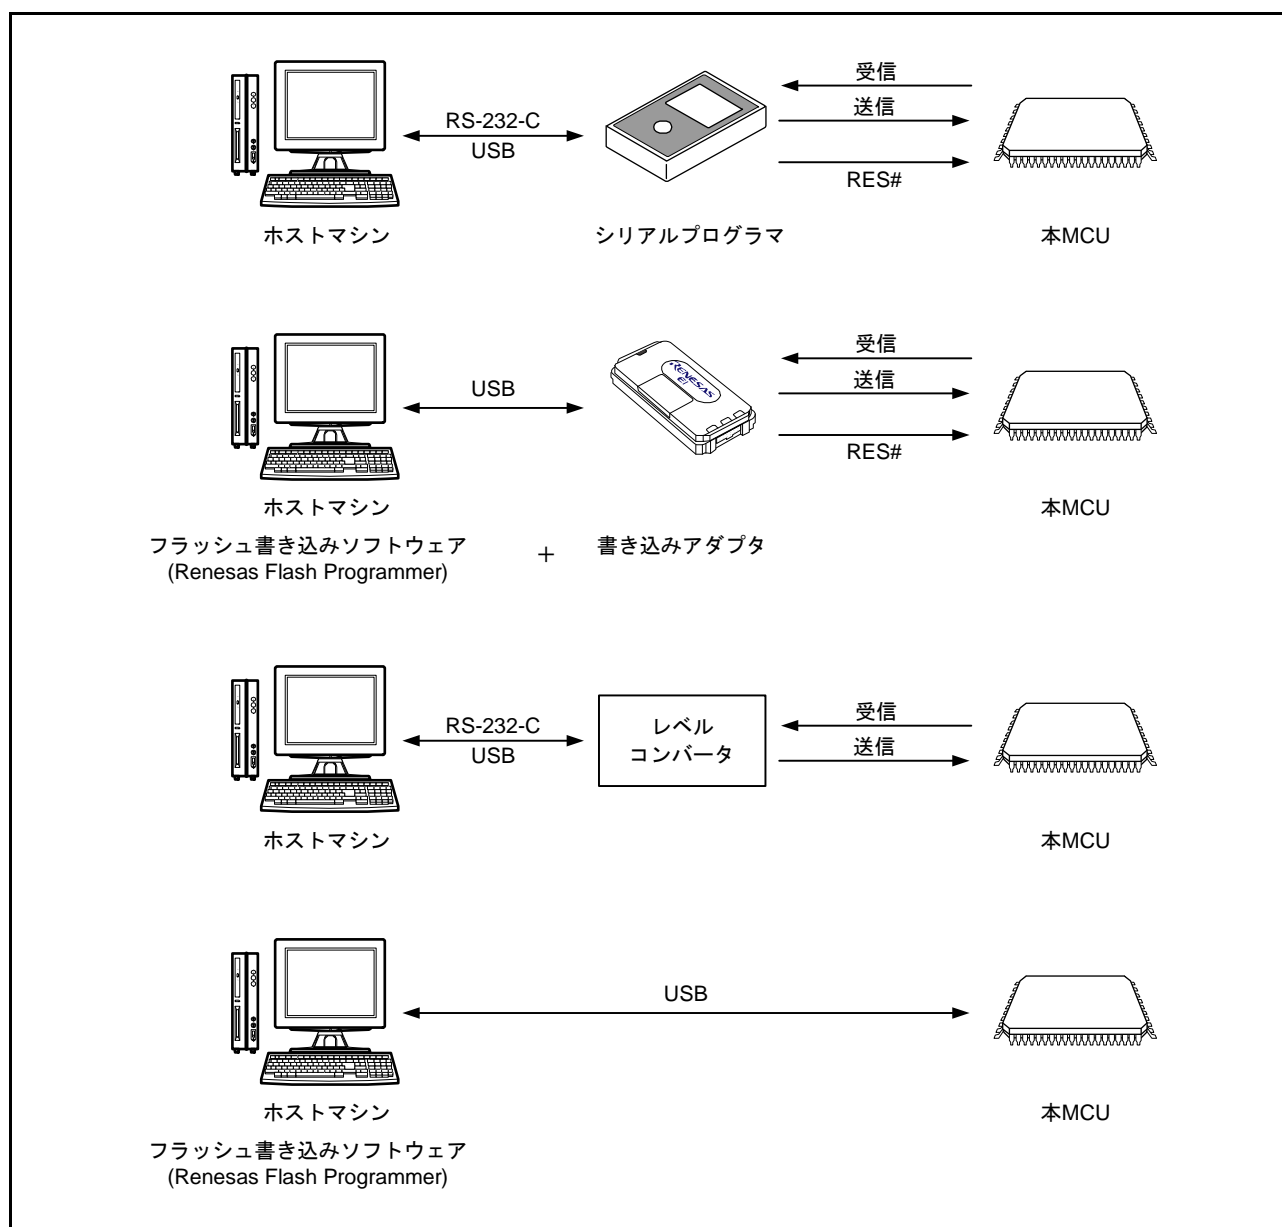 受信
RS-232-C
送信
USB
RES#
ホストマシン
シリアルプログラマ
本MCU
受信
USB
送信
RENESAS
E1
RES#
ホストマシン
本MCU
フラッシュ書き込みソフトウェア
(Renesas Flash Programmer)
+
書き込みアダプタ
受信
RS-232-C
レベル
コンバータ
送信
USB
ホストマシン
本MCU
USB
ホストマシン
本MCU
フラッシュ書き込みソフトウェア
(Renesas Flash Programmer)